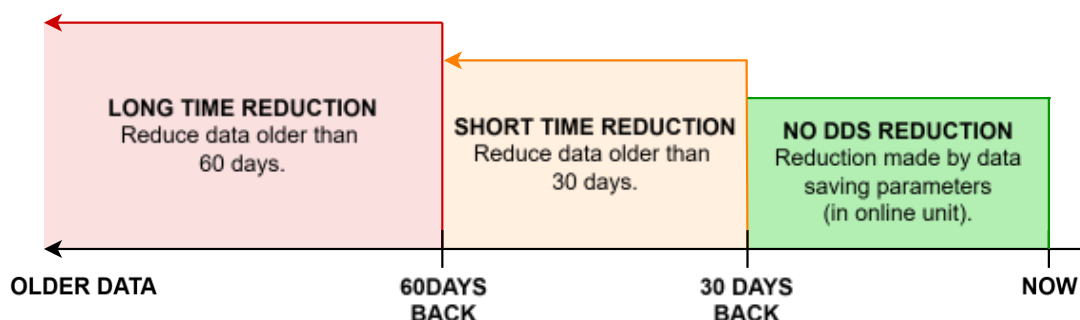 LONG TIME REDUCTION
Reduce data older than
60 days.
SHORT TIME REDUCTION
Reduce data older than
30 days.
NO DDS REDUCTION
Reduction made by data
saving parameters
(in online unit).
OLDER DATA
60DAYS
BACK
30 DAYS
BACK
NOW